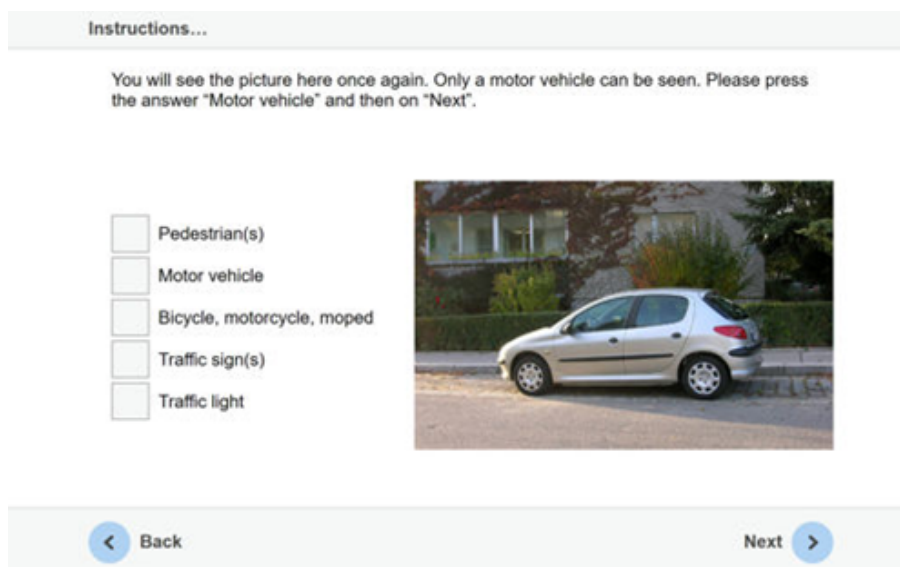 Instructions...
You will see the picture here once again. Only a motor vehicle can be seen. Please press
the answer “Motor vehicle” and then on “Next”.
Pedestrian(s)
Motor vehicle
Bicycle, motorcycle, moped
Traffic sign(s)
Traffic light
Back
Next